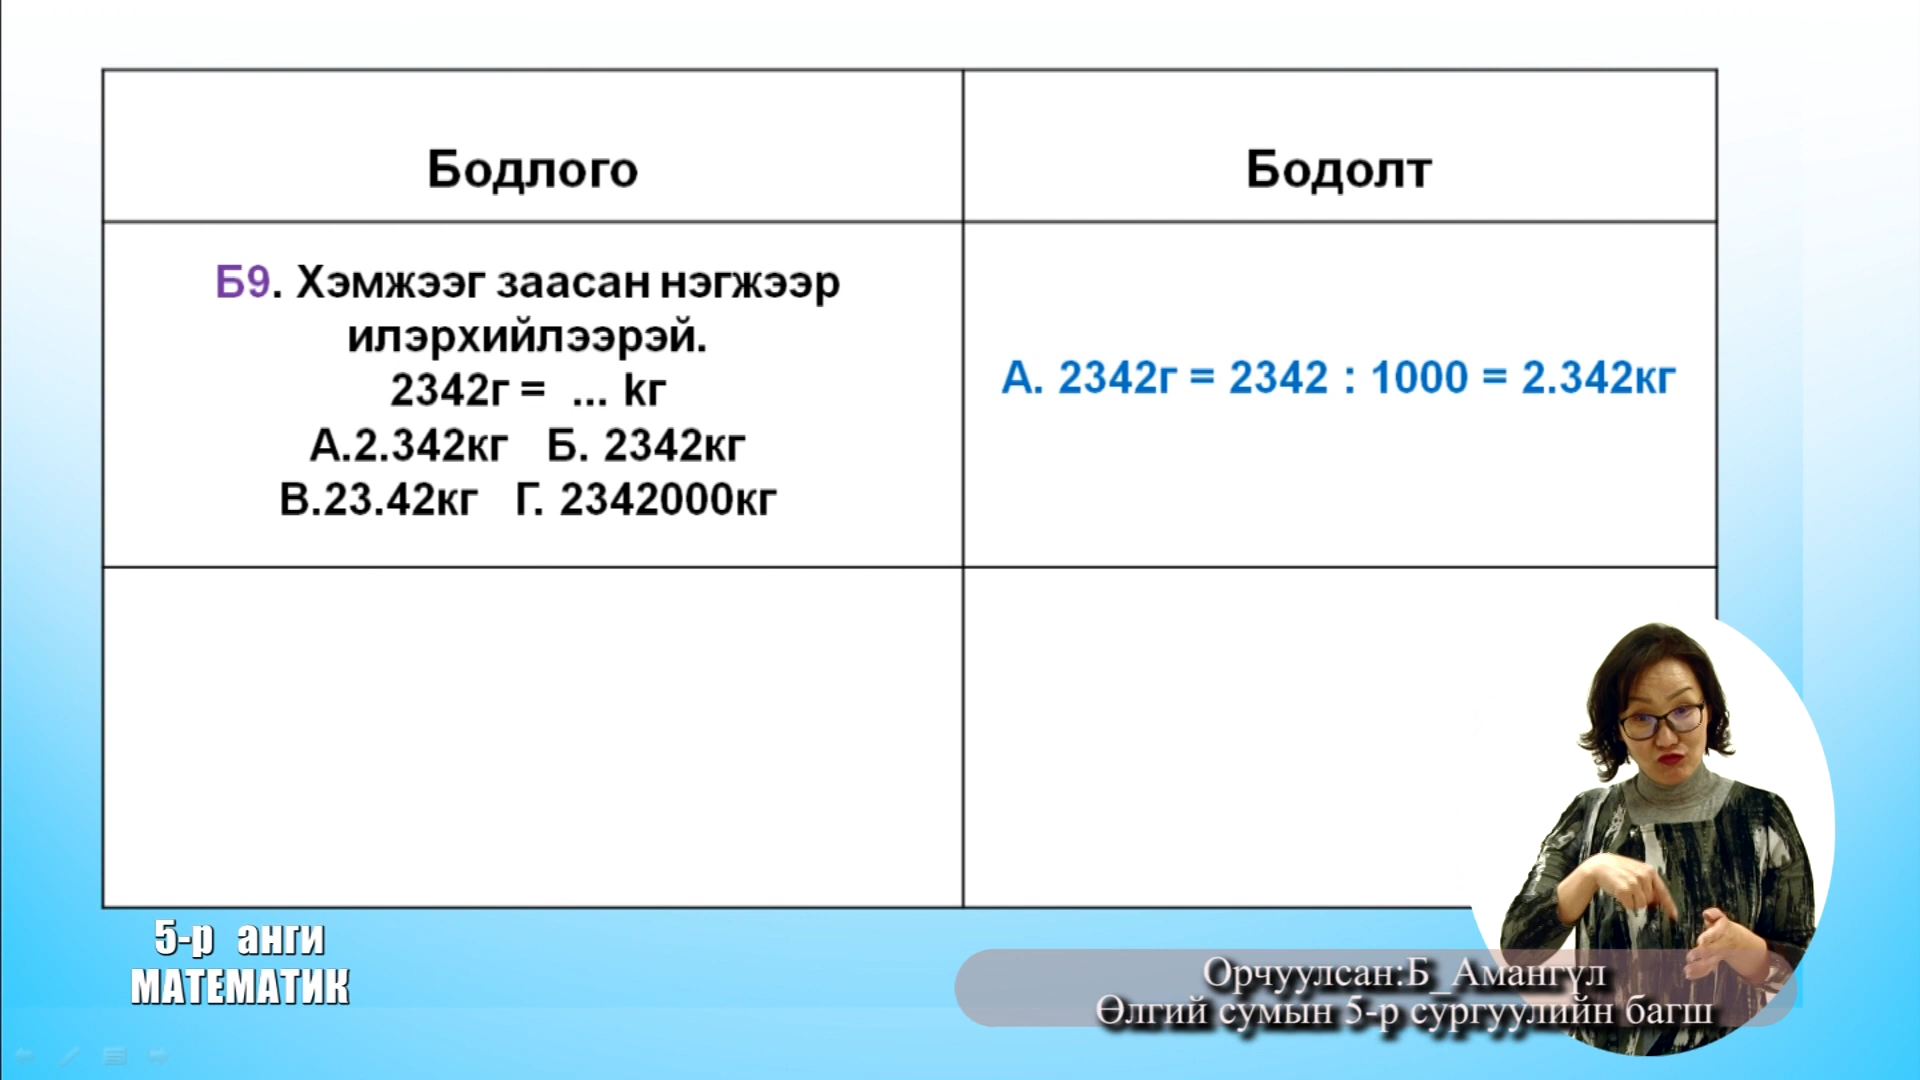 Бодлого
Бодолт
Б9. Хэмжээг заасан нэгжээр
илэрхийлээрэй.
2342г = ... kг
А.2.342кг Б. 2342кг
В.23.42кг Г. 2342000кг
А. 2342г = 2342 : 1000 = 2.342кг
5-р анги
МАТЕМАТИК
Орчуулсан:Б_Амангүл
Өлгий сумын 5-р сургуулийн багш